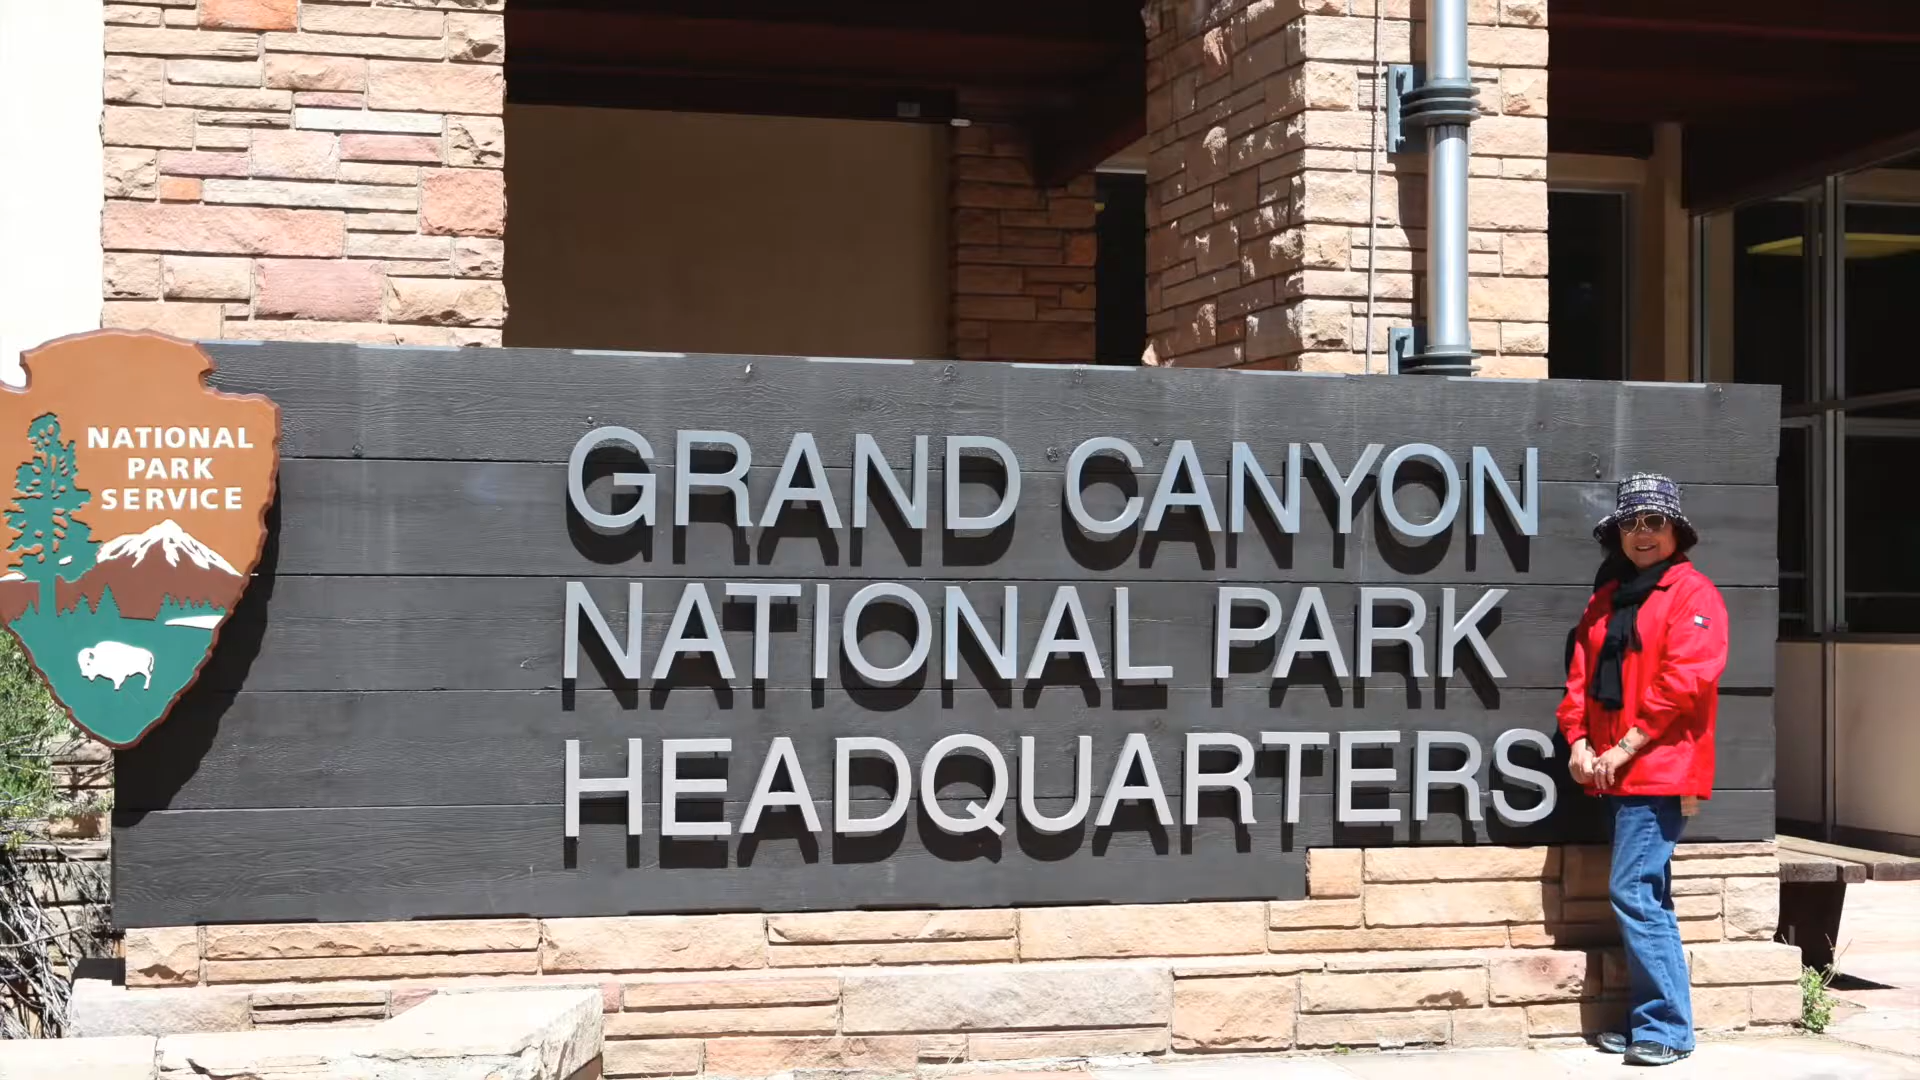 NATIONAL
PARK
SERVICE
GRAND CANYON
NATIONAL PARK
HEADQUARTERS